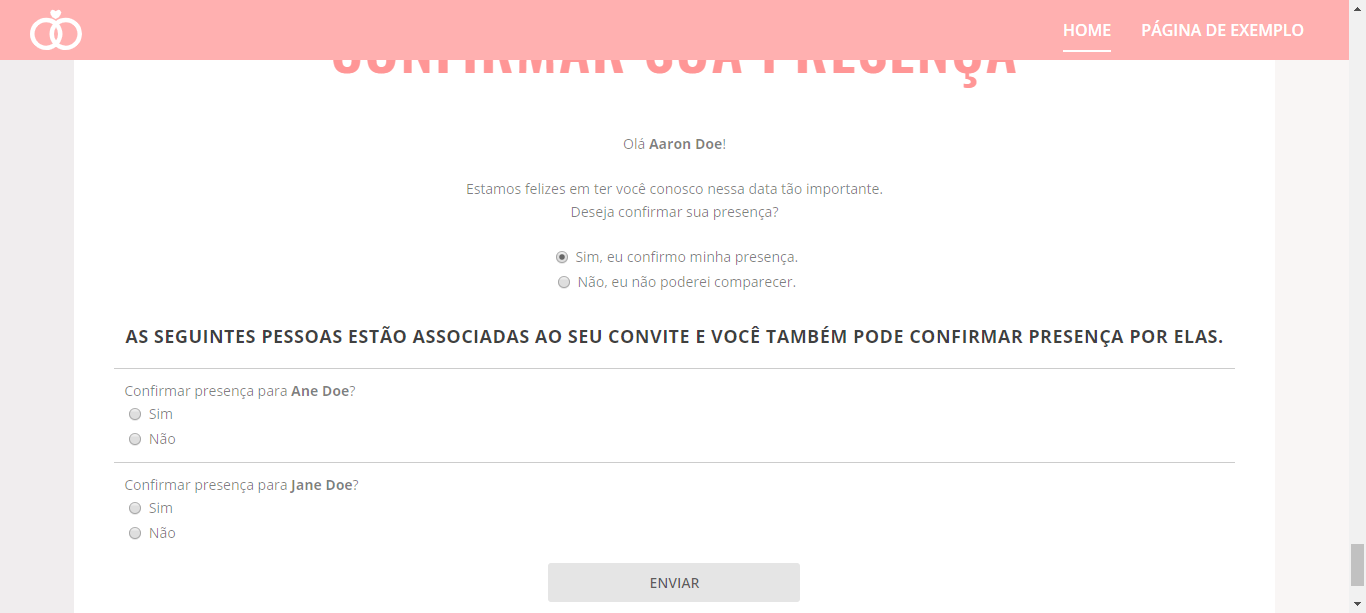 HOME PÁGINA DE EXEMPLO
CONFIRMAR SUA PRESENÇA
Olá Aaron Doe!
Estamos felizes em ter você conosco nessa data tão importante.
Deseja confirmar sua presença?
Sim, eu confirmo minha presença.
Não, eu não poderei comparecer.
AS SEGUINTES PESSOAS ESTÃO ASSOCIADAS AO SEU CONVITE E VOCÊ TAMBÉM PODE CONFIRMAR PRESENÇA POR ELAS.
Confirmar presença para Ane Doe?
Sim
Não
Confirmar presença para Jane Doe?
Sim
Não
ENVIAR